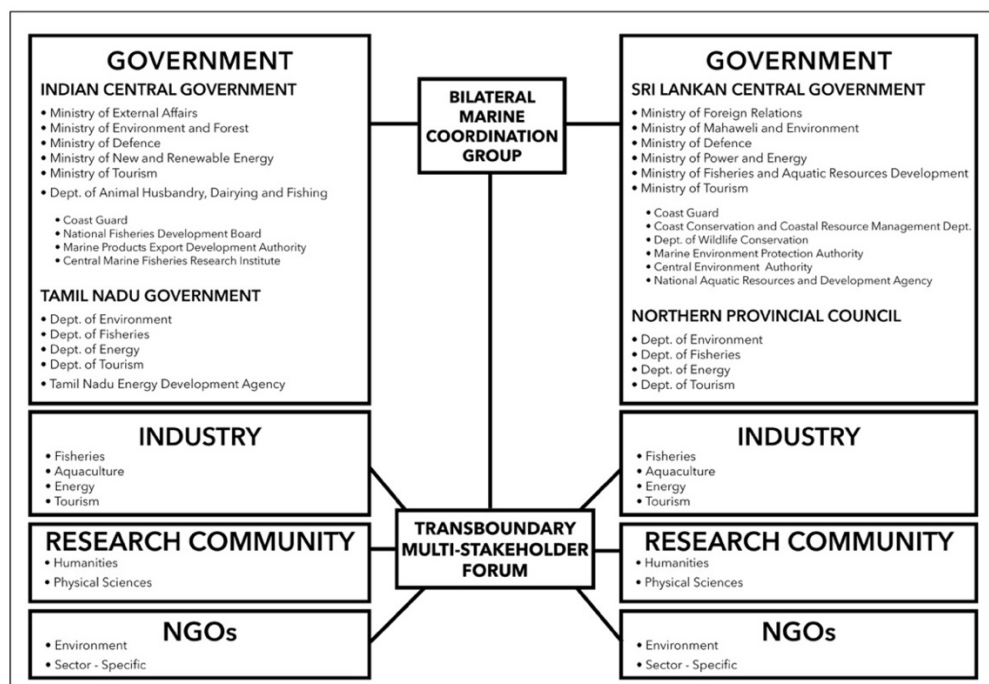 GOVERNMENT
INDIAN CENTRAL GOVERNMENT
• Ministry of External Affairs
• Ministry of Environment and Forest
• Ministry of Defence
• Ministry of New and Renewable Energy
• Ministry of Tourism
• Dept. of Animal Husbandry, Dairying and Fishing
• Coast Guard
• National Fisheries Development Board
• Marine Products Export Development Authority
• Central Marine Fisheries Research Institute
TAMIL NADU GOVERNMENT
• Dept. of Environment
• Dept. of Fisheries
• Dept. of Energy
• Dept. of Tourism
• Tamil Nadu Energy Development Agency
INDUSTRY
• Fisheries
• Aquaculture
• Energy
• Tourism
RESEARCH COMMUNITY
• Humanities
• Physical Sciences
NGOs
• Environment
• Sector - Specific
BILATERAL
MARINE
COORDINATION
GROUP
TRANSBOUNDARY
MULTI-STAKEHOLDER
FORUM
GOVERNMENT
SRI LANKAN CENTRAL GOVERNMENT
• Ministry of Foreign Relations
• Ministry of Mahaweli and Environment
• Ministry of Defence
• Ministry of Power and Energy
• Ministry of Fisheries and Aquatic Resources Development
• Ministry of Tourism
• Coast Guard
• Coast Conservation and Coastal Resource Management Dept.
• Dept. of Wildlife Conservation
• Marine Environment Protection Authority
• Central Environment Authority
• National Aquatic Resources and Development Agency
NORTHERN PROVINCIAL COUNCIL
• Dept. of Environment
• Dept. of Fisheries
• Dept. of Energy
• Dept. of Tourism
INDUSTRY
• Fisheries
• Aquaculture
• Energy
• Tourism
RESEARCH COMMUNITY
• Humanities
• Physical Sciences
NGOs
• Environment
• Sector - Specific